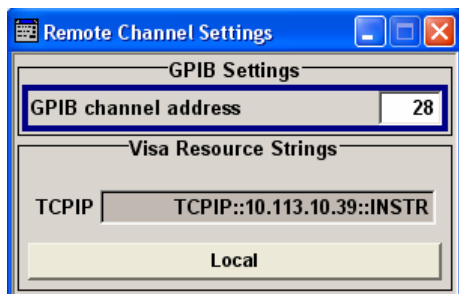 Remote Channel Settings
GPIB Settings
GPIB channel address 28
Visa Resource Strings
TCPIP TCPIP::10.113.10.39::INSTR
Local